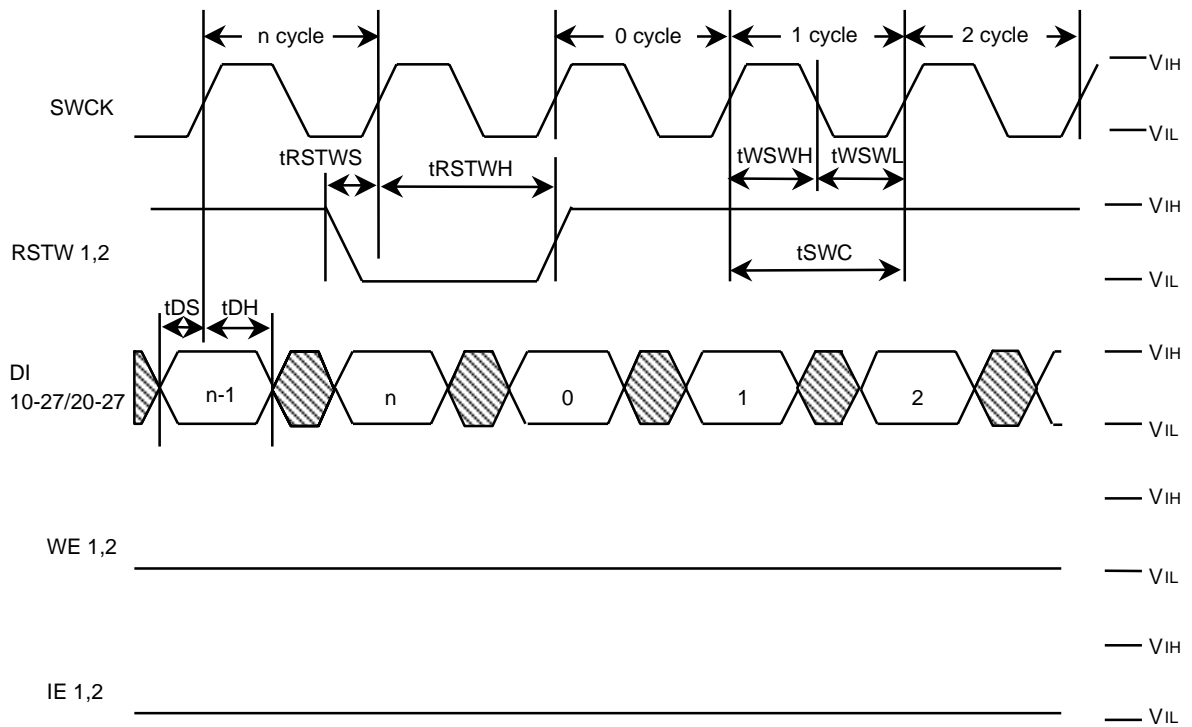 n cycle 0 cycle 1 cycle 2 cycle
VIH
SWCK
VIL
tRSTWS tRSTWH tWSWH tWSWL
VIH
RSTW 1,2
tSWC
VIL
tDS tDH
VIH
DI
10-27/20-27
n-1 n 0 1 2
VIL
VIH
WE 1,2
VIL
VIH
IE 1,2
VIL